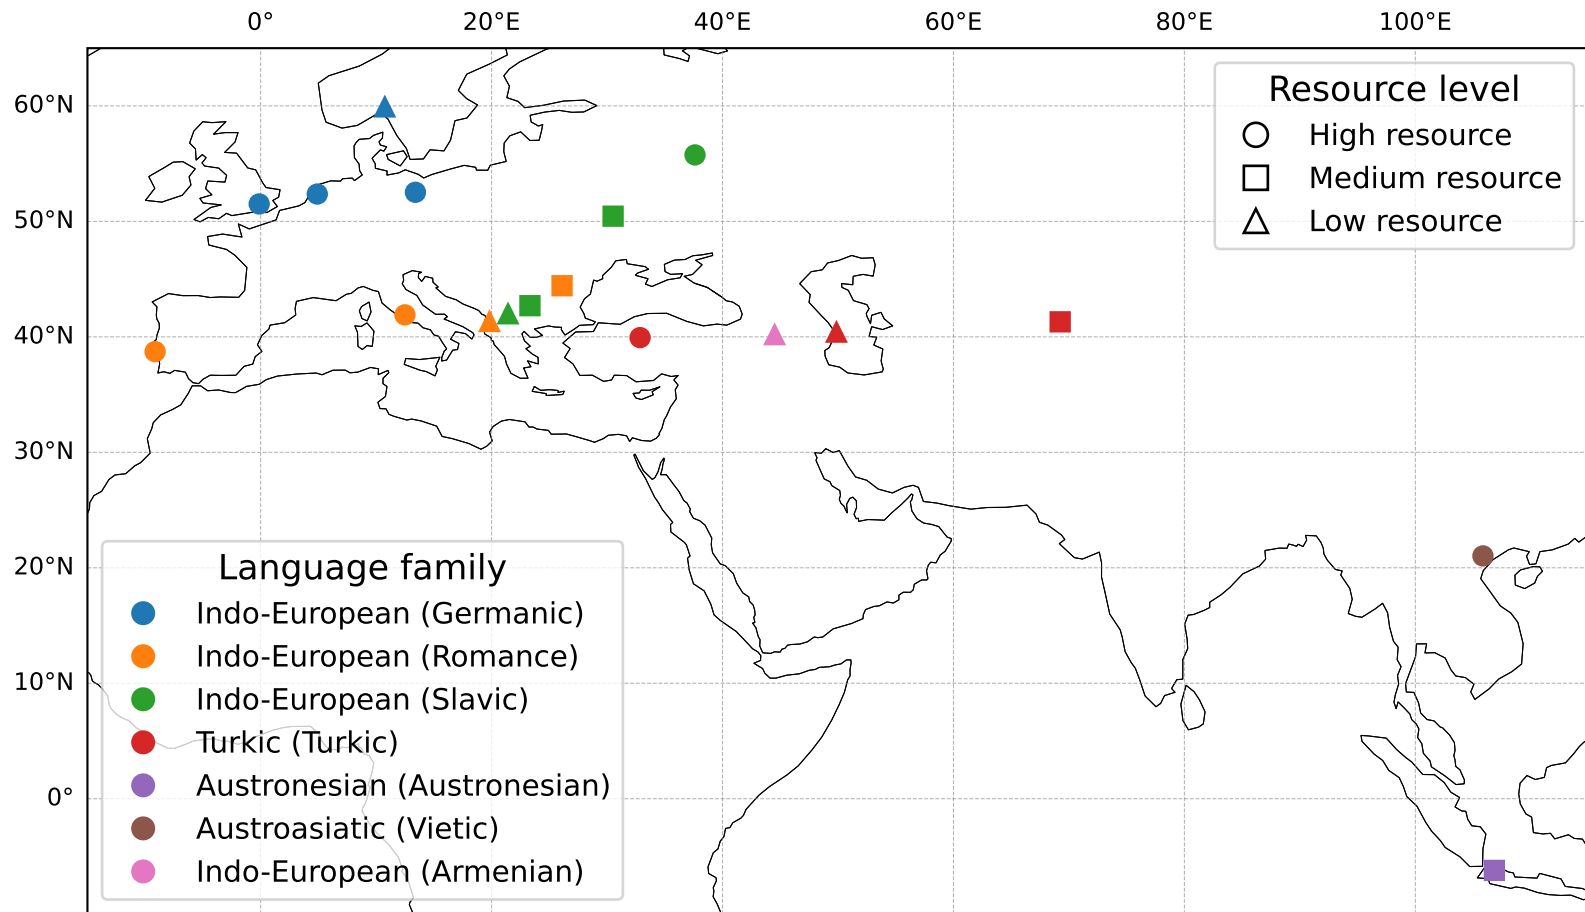 0° 20°E 40°E 60°E 80°E 100°E
60°N
50°N
40°N
30°N
20°N
10°N
0°
Resource level
High resource
Medium resource
Low resource
Language family
Indo-European (Germanic)
Indo-European (Romance)
Indo-European (Slavic)
Turkic (Turkic)
Austronesian (Austronesian)
Austroasiatic (Vietic)
Indo-European (Armenian)